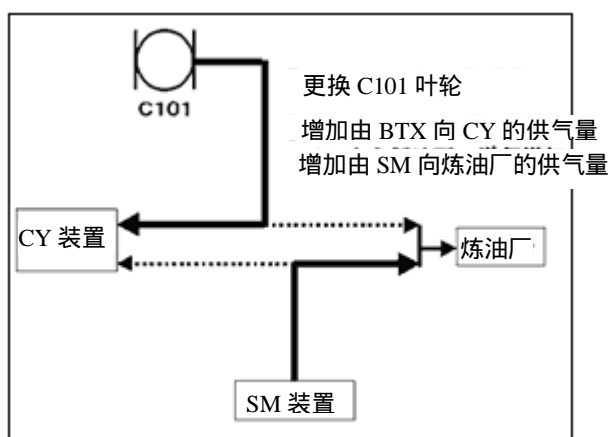 C101
更换 C101 叶轮
增加由 BTX 向 CY 的供气量
增加由 SM 向炼油厂的供气量
CY 装置
炼油厂
SM 装置